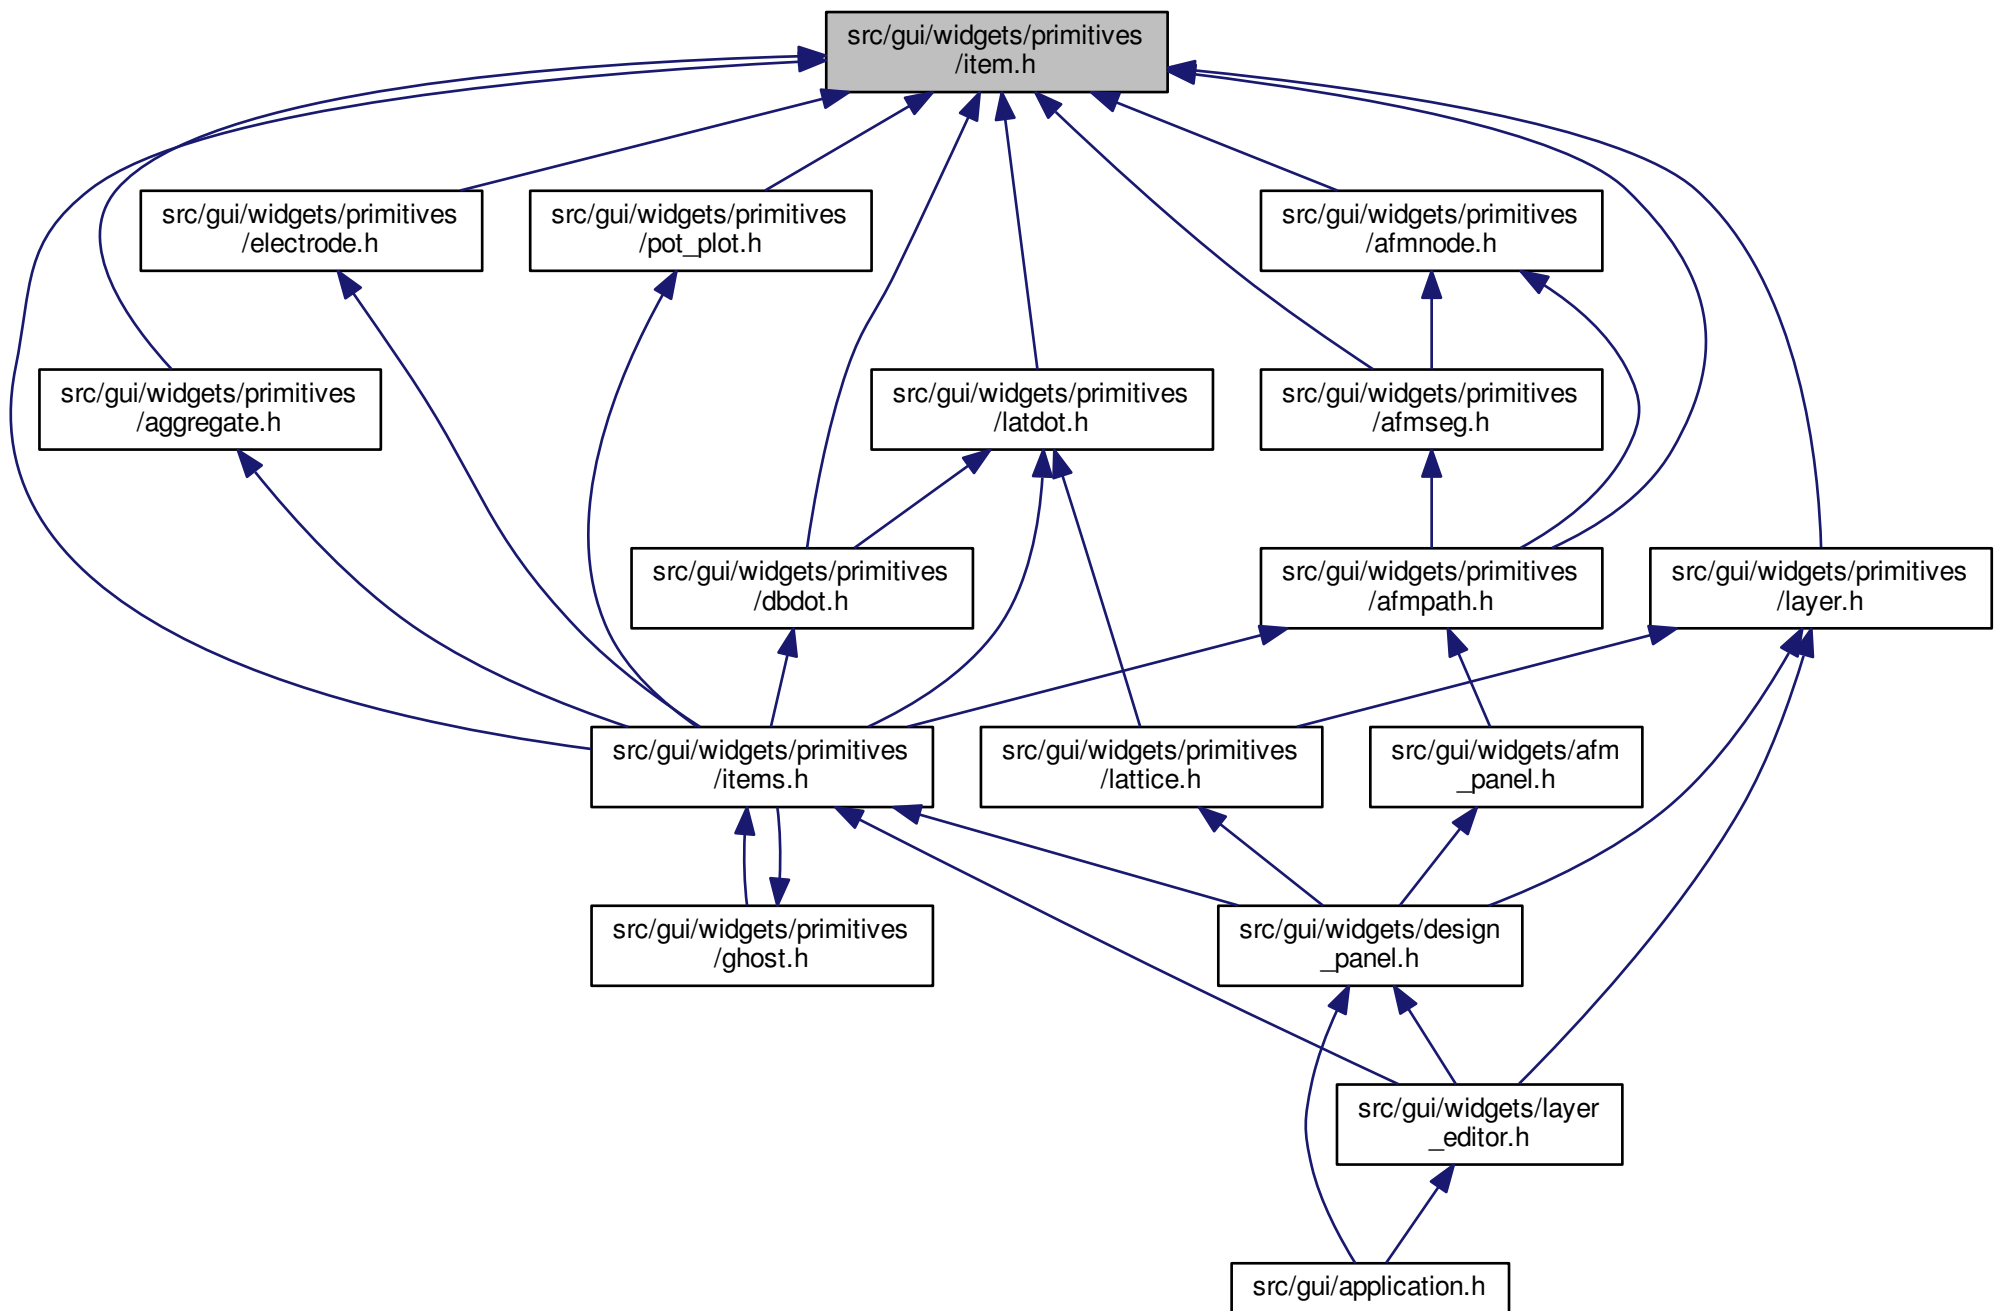 src/gui/widgets/primitives
/item.h
src/gui/widgets/primitives
/electrode.h
src/gui/widgets/primitives
/pot_plot.h
src/gui/widgets/primitives
/afmnode.h
src/gui/widgets/primitives
/aggregate.h
src/gui/widgets/primitives
/latdot.h
src/gui/widgets/primitives
/afmseg.h
src/gui/widgets/primitives
/dbdot.h
src/gui/widgets/primitives
/afmpath.h
src/gui/widgets/primitives
/layer.h
src/gui/widgets/primitives
/items.h
src/gui/widgets/primitives
/lattice.h
src/gui/widgets/afm
_panel.h
src/gui/widgets/primitives
/ghost.h
src/gui/widgets/design
_panel.h
src/gui/widgets/layer
_editor.h
src/gui/application.h